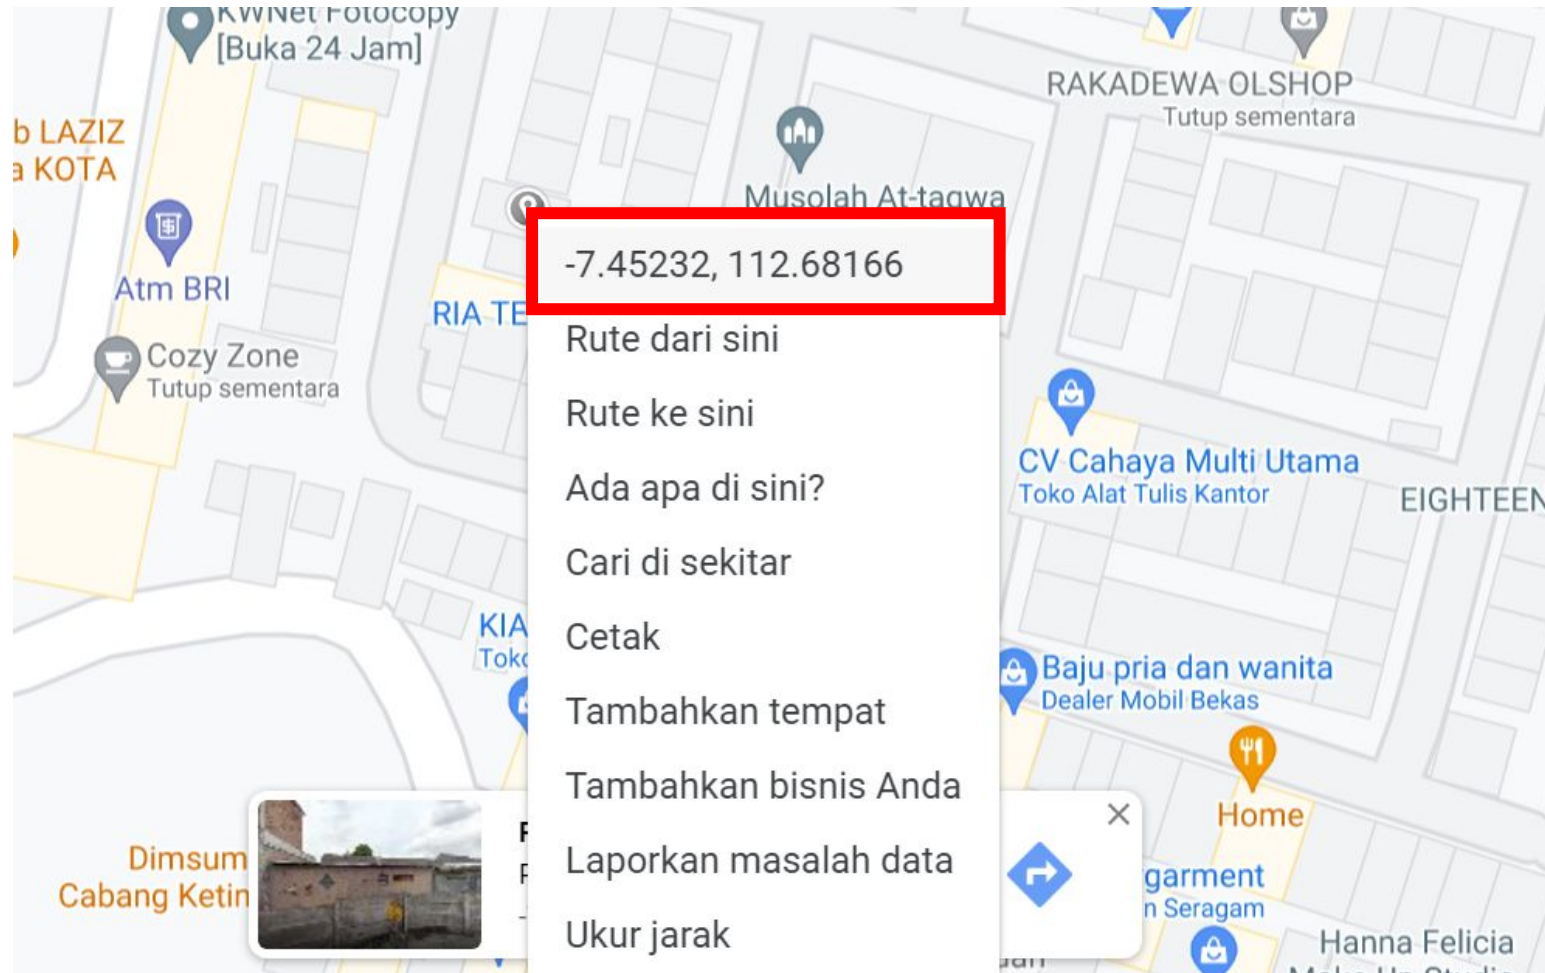 KWNet Fotocopy
[Buka 24 Jam]
RAKADEWA OLSHOP
Tutup sementara
b LAZIZ
a KOTA
Musolah At-taqwa
Atm BRI
RIA TE
Cozy Zone
Tutup sementara
-7.45232, 112.68166
Rute dari sini
Rute ke sini
Ada apa di sini?
Cari di sekitar
Cetak
Tambahkan tempat
Tambahkan bisnis Anda
Laporkan masalah data
Ukur jarak
CV Cahaya Multi Utama
Toko Alat Tulis Kantor
EIGHTEEN
KIA
Toko
Baju pria dan wanita
Dealer Mobil Bekas
Home
Dimsum
Cabang Ketin
garment
n Seragam
Hanna Felicia